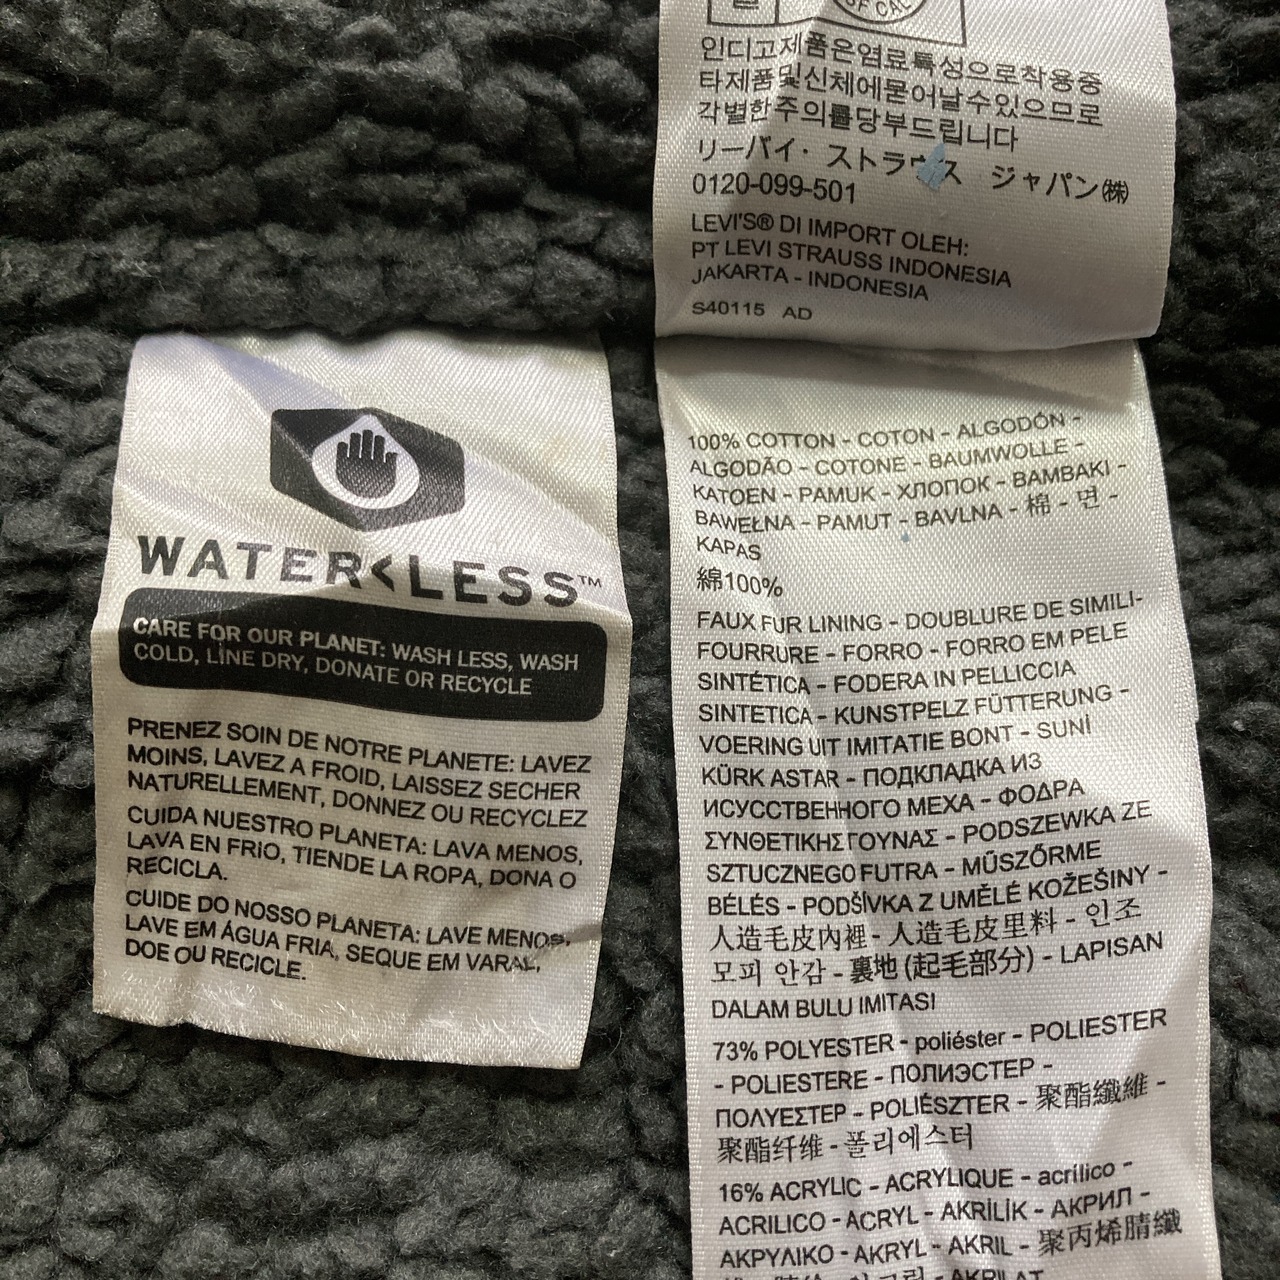 OF CAL
인디고제품은염료특성으로착용중
타제품및신체에묻어날수있으므로
각별한주의를당부드립니다
リーバイ・ストラウス ジャパン㈱
0120-099-501
LEVI'S® DI IMPORT OLEH:
PT LEVI STRAUSS INDONESIA
JAKARTA - INDONESIA
S40115 AD
WATER<LESS™
CARE FOR OUR PLANET: WASH LESS, WASH
COLD, LINE DRY, DONATE OR RECYCLE
PRENEZ SOIN DE NOTRE PLANETE: LAVEZ
MOINS, LAVEZ A FROID, LAISSEZ SECHER
NATURELLEMENT, DONNEZ OU RECYCLEZ
CUIDA NUESTRO PLANETA: LAVA MENOS,
LAVA EN FRIO, TIENDE LA ROPA, DONA O
RECICLA.
CUIDE DO NOSSO PLANETA: LAVE MENOS,
LAVE EM ÁGUA FRIA, SEQUE EM VARAL,
DOE OU RECICLE.
100% COTTON - COTON - ALGODÓN -
ALGODÃO - COTONE - BAUMWOLLE -
KATOEN - PAMUK - ХЛОПОК - BAMBAKI -
BAWEŁNA - PAMUT - BAVLNA - 棉 - 면 -
KAPAS
綿100%
FAUX FUR LINING - DOUBLURE DE SIMILI-
FOURRURE - FORRO - FORRO EM PELE
SINTÉTICA - FODERA IN PELLICCIA
SINTETICA - KUNSTPELZ FÜTTERUNG -
VOERING UIT IMITATIE BONT - SUNİ
KÜRK ASTAR - ПОДКЛАДКА ИЗ
ИСУССТВЕННОГО МЕХА - ΦΟΔΡΑ
ΣΥΝΘΕΤΙΚΗΣ ΓΟΥΝΑΣ - PODSZEWKA ZE
SZTUCZNEGO FUTRA - MŰSZŐRME
BÉLÉS - PODŠÍVKA Z UMĚLÉ KOŽEŠINY -
人造毛皮內裡 - 人造毛皮里料 - 인조
모피 안감 - 裏地 (起毛部分) - LAPISAN
DALAM BULU IMITASI
73% POLYESTER - poliéster - POLIESTER
- POLIESTERE - ПОЛИЭСТЕР -
ΠΟΛΥΕΣΤΕΡ - POLIÉSZTER - 聚酯纖維 -
聚酯纤维 - 폴리에스터
16% ACRYLIC - ACRYLIQUE - acrílico -
ACRILICO - ACRYL - AKRİLİK - АКРИЛ -
ΑΚΡΥΛΙΚΟ - AKRYL - AKRIL - 聚丙烯腈纖